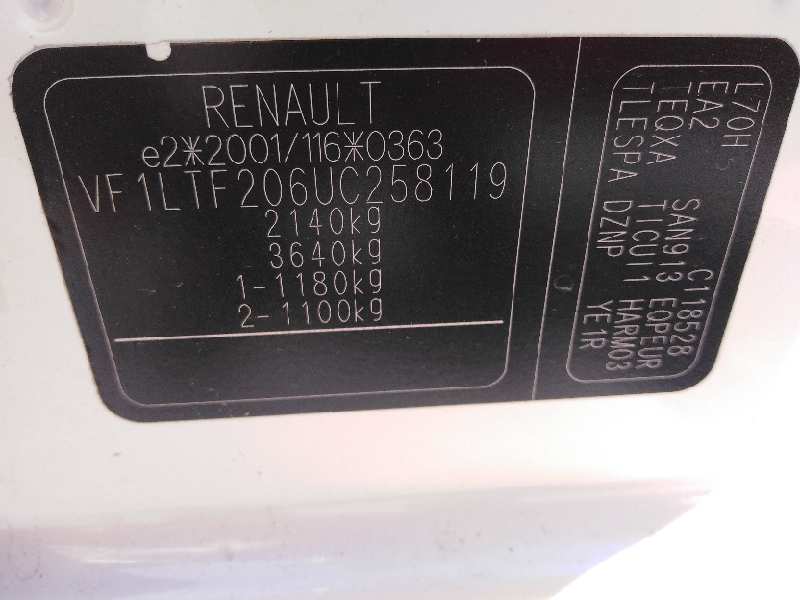 RENAULT
e2*2001/116*0363
VF1LTF206UC258119
2140kg
3640kg
1-1180kg
2-1100kg
L70H C118528
EA2 SAN913 EQPEUR
TEQXA TICUI1 HARM03
TLESPA DZNP YE1R